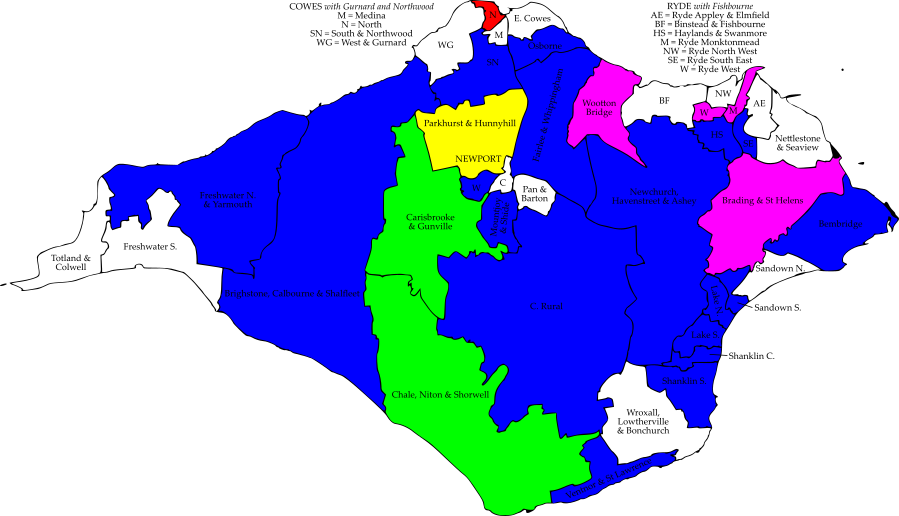 COWES with Gurnard and Northwood
M = Medina
N = North
SN = South & Northwood
WG = West & Gurnard
RYDE with Fishbourne
AE = Ryde Appley & Elmfield
BF = Binstead & Fishbourne
HS = Haylands & Swanmore
M = Ryde Monktonmead
NW = Ryde North West
SE = Ryde South East
W = Ryde West
N
E. Cowes
M
WG
Osborne
SN
Wootton
Bridge
BF
NW
W
M
AE
HS
Nettlestone
& Seaview
Parkhurst & Hunnyhill
NEWPORT
C
W
Pan &
Barton
Freshwater N.
& Yarmouth
Carisbrooke
& Gunville
Newchurch
Brading & St Helens
Bembridge
Freshwater S.
Totland &
Colwell
Sandown N.
Brighstone, Calbourne & Shalfleet
C. Rural
Sandown S.
Lake S.
Shanklin C.
Shanklin S.
Chale, Niton & Shorwell
Wroxall,
Lowtherville
& Bonchurch
Ventnor & St Lawrence